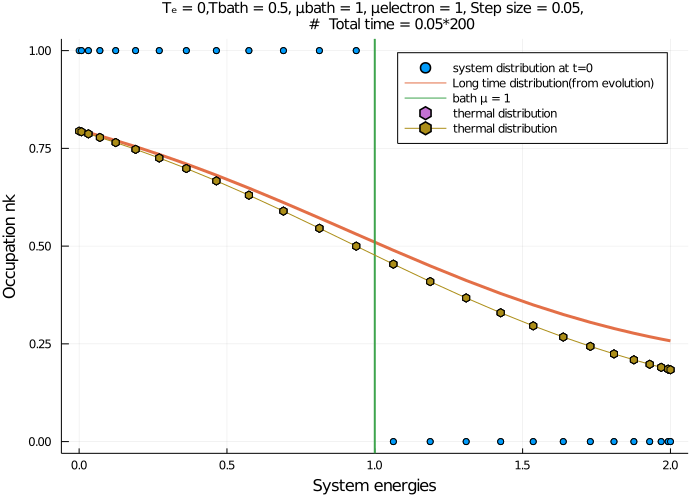 Tₑ = 0,Tbath = 0.5, μbath = 1, μelectron = 1, Step size = 0.05,
# Total time = 0.05*200
1.00
0.75
0.50
0.25
0.00
Occupation nk
system distribution at t=0
Long time distribution(from evolution)
bath μ = 1
thermal distribution
thermal distribution
0.0
0.5
1.0
1.5
2.0
System energies